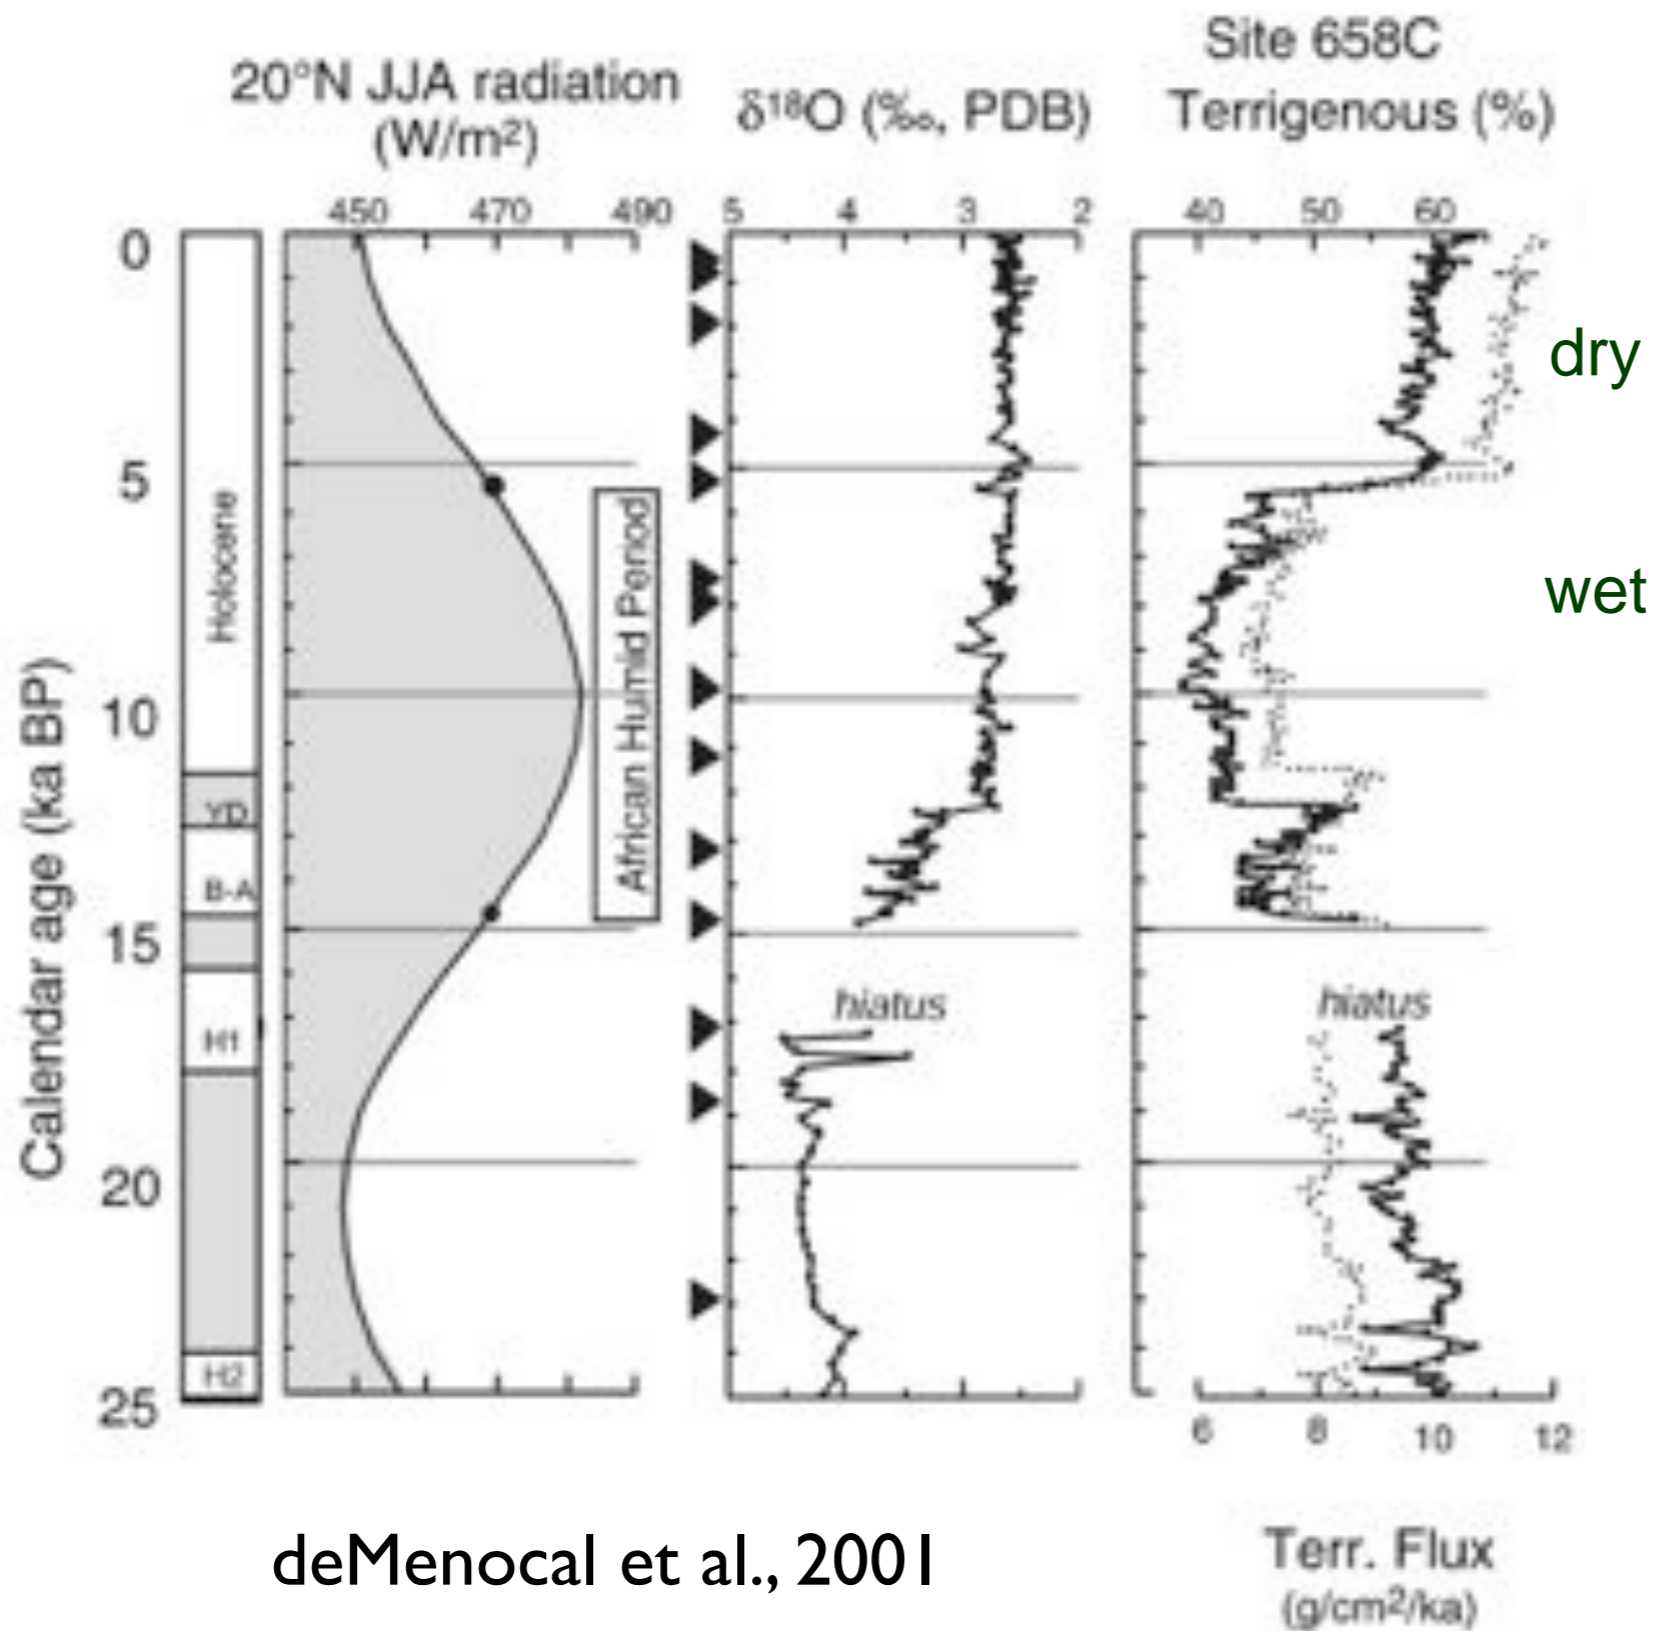 Site 658C
20°N JJA radiation
(W/m²)
δ¹⁸O (‰, PDB)
Terrigenous (%)
450 470 490
5 4 3 2
40 50 60
0
5
10
15
20
25
Calendar age (ka BP)
Holocene
YD
B-A
H1
H2
African Humid Period
hiatus
hiatus
dry
wet
6 8 10 12
Terr. Flux
(g/cm²/ka)
deMenocal et al., 2001